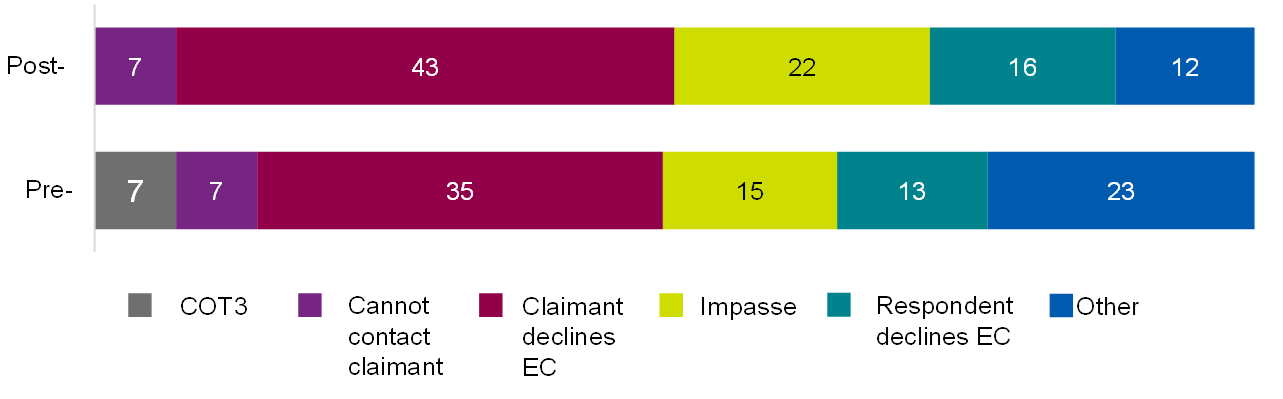 Post-
7 43 22 16 12
Pre-
7 7 35 15 13 23
COT3
Cannot
contact
claimant
Claimant
declines
EC
Impasse
Respondent
declines EC
Other